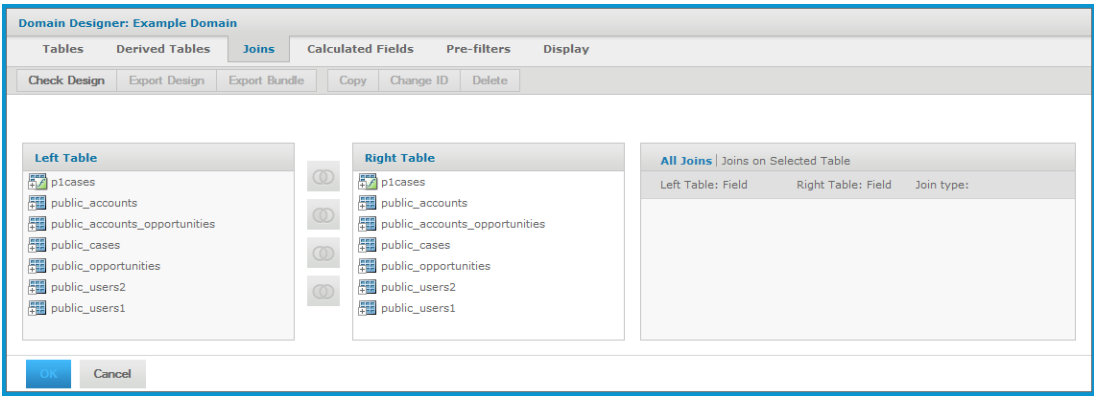 Domain Designer: Example Domain
Tables Derived Tables Joins Calculated Fields Pre-filters Display
Check Design Export Design Export Bundle Copy Change ID Delete
Left Table
p1cases
public_accounts
public_accounts_opportunities
public_cases
public_opportunities
public_users2
public_users1
Right Table
p1cases
public_accounts
public_accounts_opportunities
public_cases
public_opportunities
public_users2
public_users1
All Joins | Joins on Selected Table
Left Table: Field Right Table: Field Join type:
OK Cancel